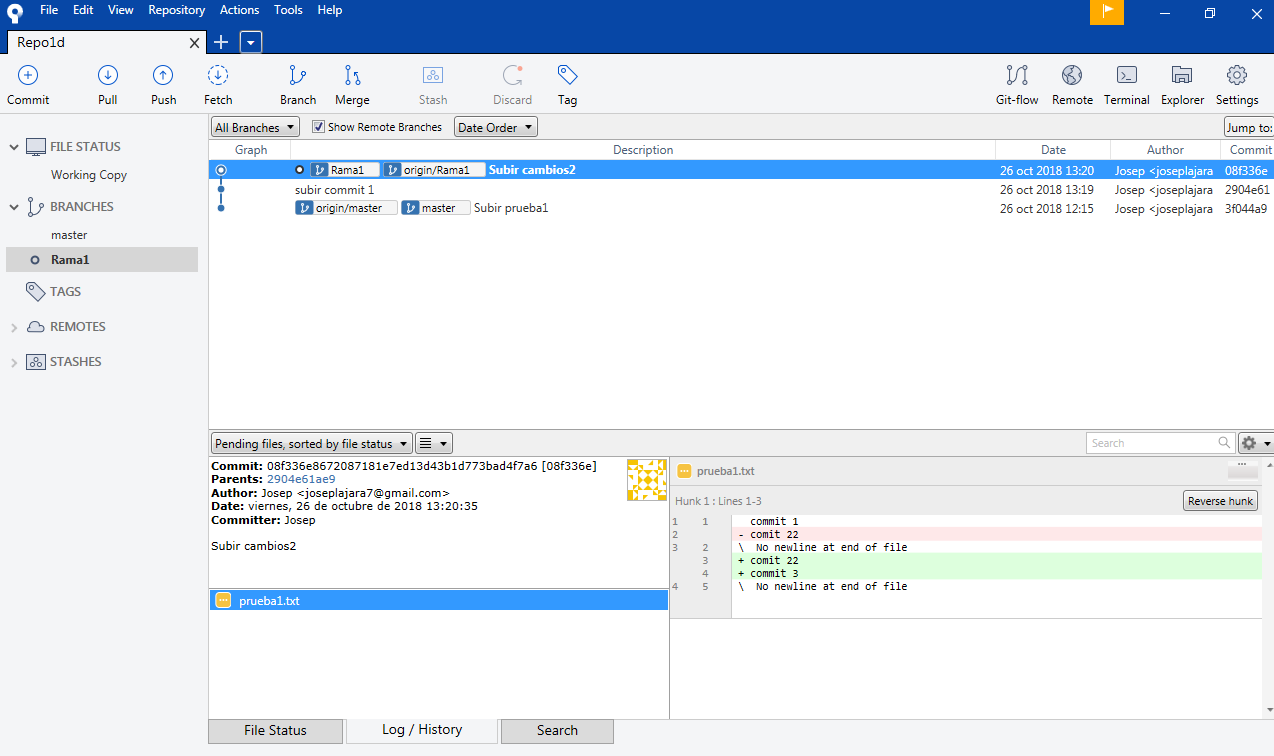 File Edit View Repository Actions Tools Help
Repo1d
Commit Pull Push Fetch Branch Merge Stash Discard Tag Git-flow Remote Terminal Explorer Settings
FILE STATUS
Working Copy
BRANCHES
master
Rama1
TAGS
REMOTES
STASHES
All Branches Show Remote Branches Date Order Jump to:
Graph Description Date Author Commit
Rama1 origin/Rama1 Subir cambios2 26 oct 2018 13:20 Josep <joseplajara 08f336e
subir commit 1 26 oct 2018 13:19 Josep <joseplajara 2904e61
origin/master master Subir prueba1 26 oct 2018 12:15 Josep <joseplajara 3f044a9
Pending files, sorted by file status Search
Commit: 08f336e8672087181e7ed13d43b1d773bad4f7a6 [08f336e]
Parents: 2904e61ae9
Author: Josep <joseplajara7@gmail.com>
Date: viernes, 26 de octubre de 2018 13:20:35
Committer: Josep
Subir cambios2
prueba1.txt
prueba1.txt
Hunk 1 : Lines 1-3 Reverse hunk
1 1 commit 1
2 - comit 22
3 2 \ No newline at end of file
3 + comit 22
4 + commit 3
4 5 \ No newline at end of file
File Status Log / History Search